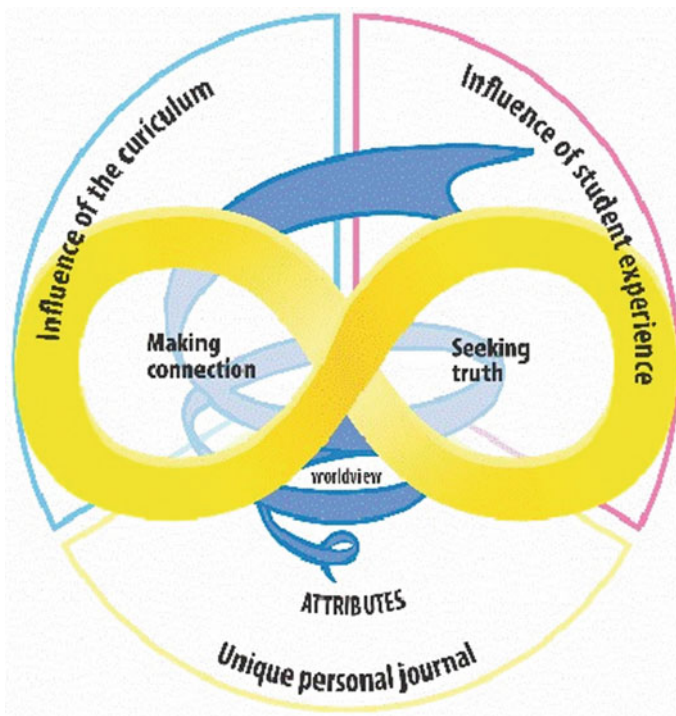 Influence of the curiculum
Influence of student experience
Making
connection
Seeking
truth
worldview
ATTRIBUTES
Unique personal journal